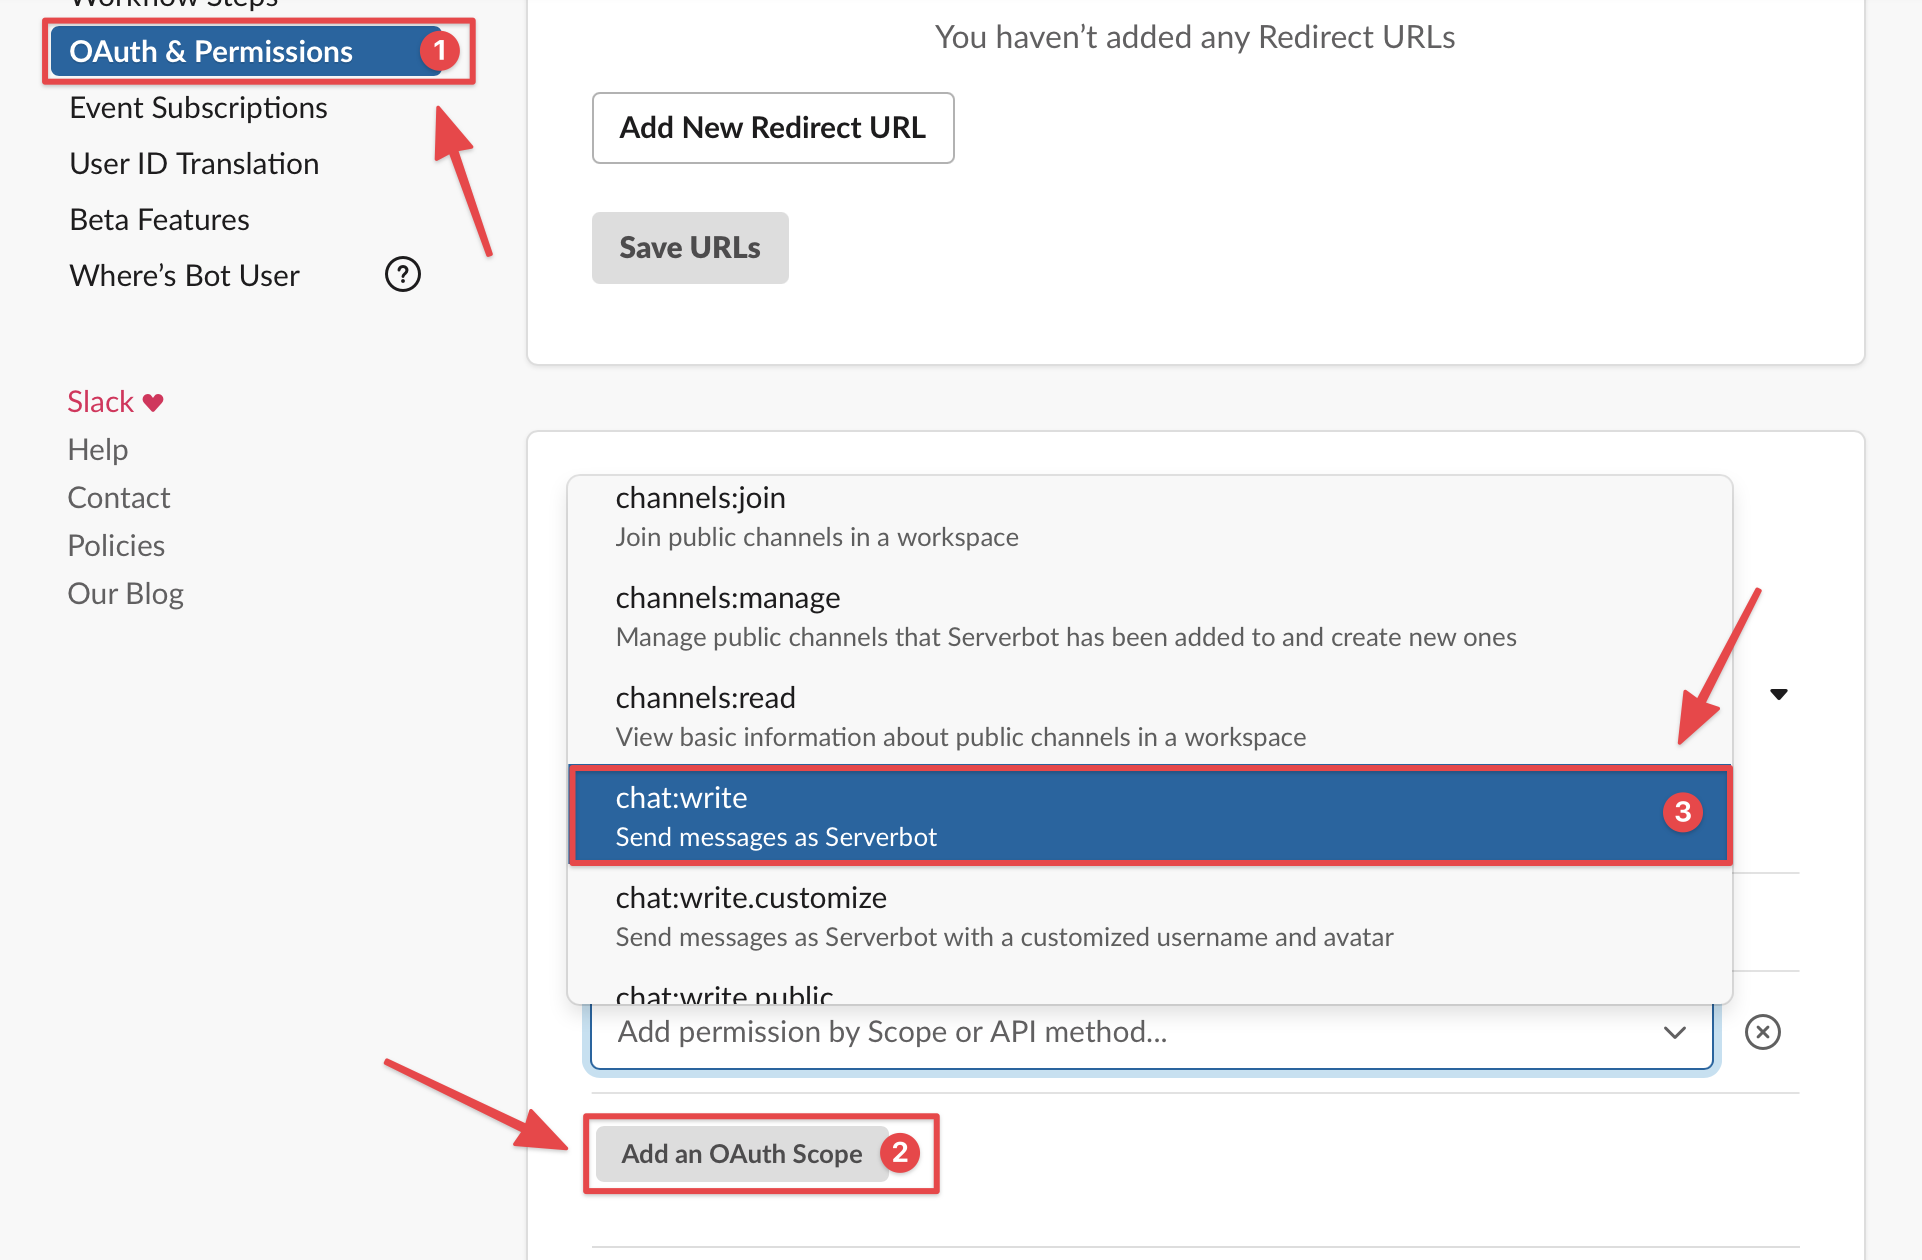 Workflow Steps
OAuth & Permissions 1
Event Subscriptions
User ID Translation
Beta Features
Where’s Bot User ?
Slack ♥
Help
Contact
Policies
Our Blog
You haven’t added any Redirect URLs
Add New Redirect URL
Save URLs
channels:join
Join public channels in a workspace
channels:manage
Manage public channels that Serverbot has been added to and create new ones
channels:read
View basic information about public channels in a workspace
chat:write
Send messages as Serverbot
3
chat:write.customize
Send messages as Serverbot with a customized username and avatar
chat:write.public
Add permission by Scope or API method...
Add an OAuth Scope 2